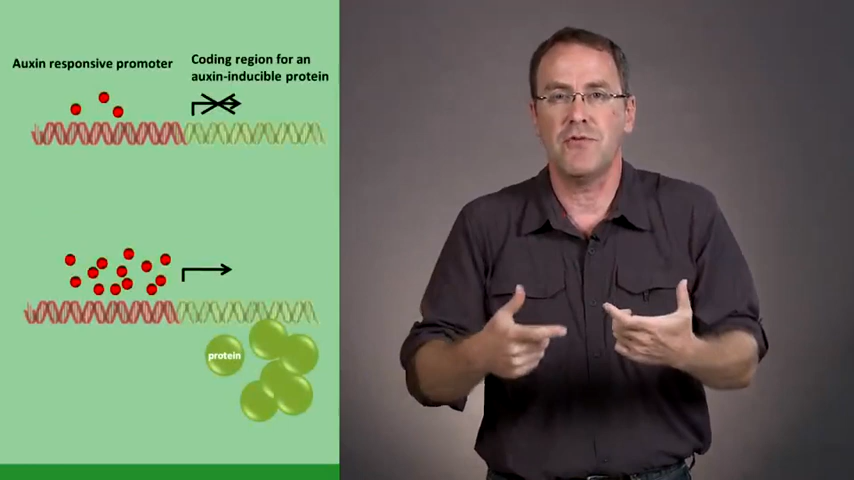 Auxin responsive promoter
Coding region for an
auxin-inducible protein
protein